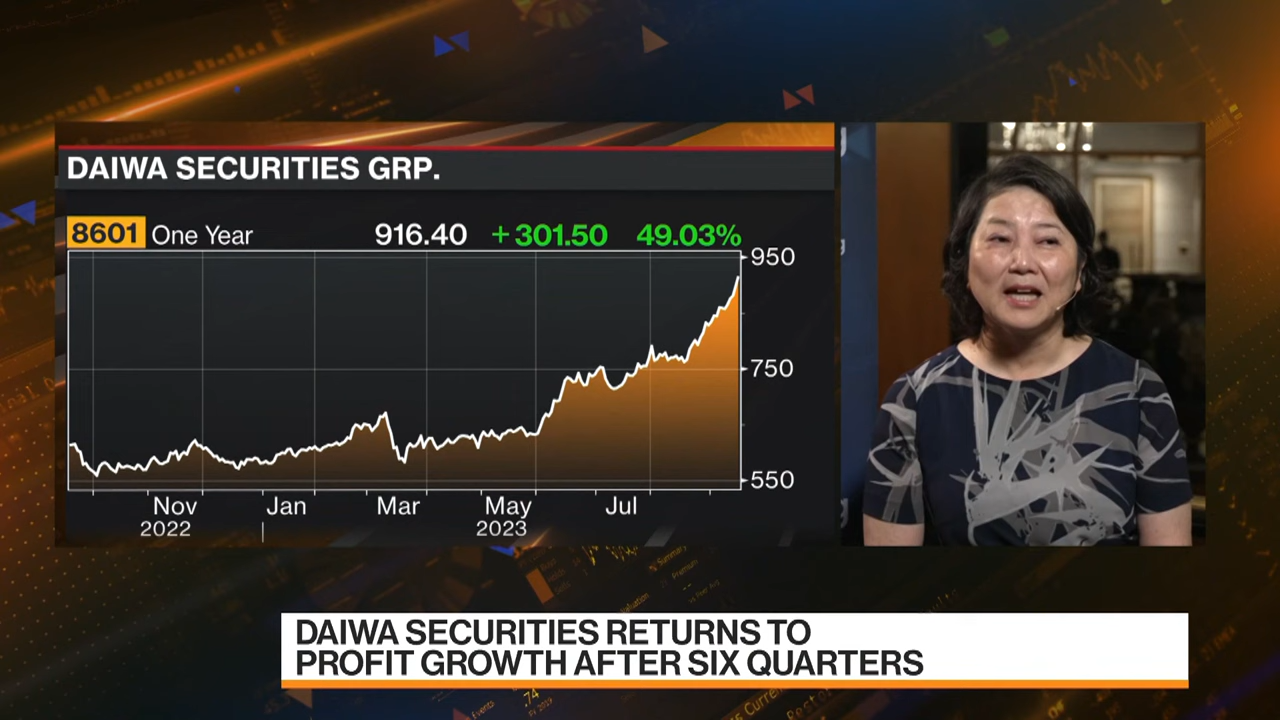 DAIWA SECURITIES GRP.
8601 One Year 916.40 +301.50 49.03%
950
750
550
Nov Jan Mar May Jul
2022 2023
DAIWA SECURITIES RETURNS TO
PROFIT GROWTH AFTER SIX QUARTERS